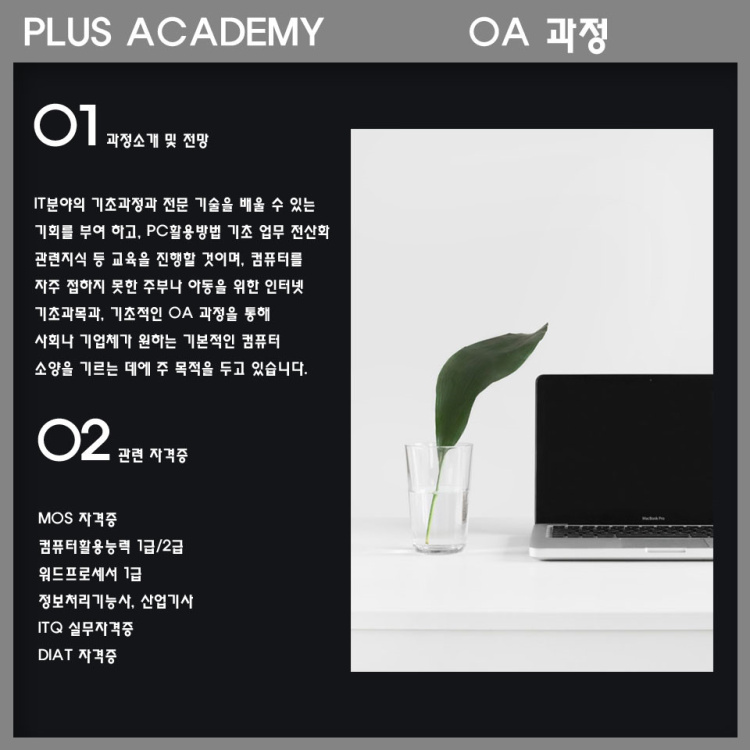 PLUS ACADEMY
OA 과정
01 과정소개 및 전망
IT분야의 기초과정과 전문 기술을 배울 수 있는
기회를 부여 하고, PC활용방법 기초 업무 전산화
관련지식 등 교육을 진행할 것이며, 컴퓨터를
자주 접하지 못한 주부나 아동을 위한 인터넷
기초과목과, 기초적인 OA 과정을 통해
사회나 기업체가 원하는 기본적인 컴퓨터
소양을 기르는 데에 주 목적을 두고 있습니다.
02 관련 자격증
MOS 자격증
컴퓨터활용능력 1급/2급
워드프로세서 1급
정보처리기능사, 산업기사
ITQ 실무자격증
DIAT 자격증
MacBook Pro